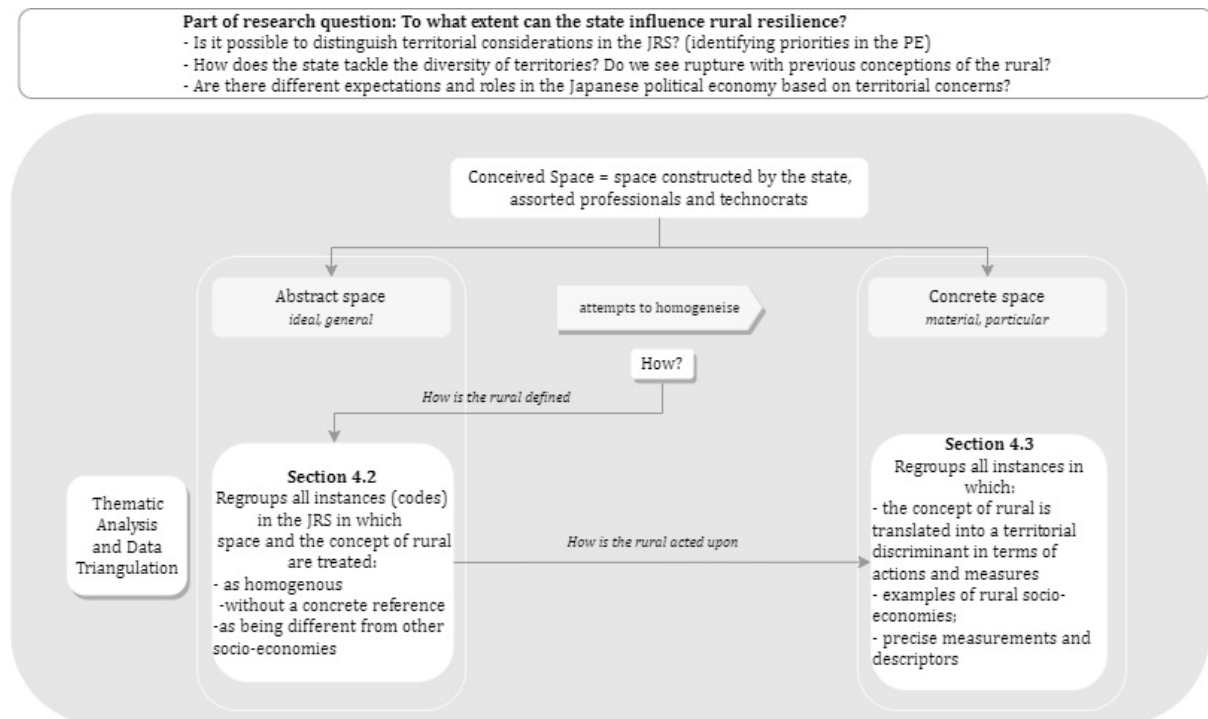 Part of research question: To what extent can the state influence rural resilience?
- Is it possible to distinguish territorial considerations in the JRS? (identifying priorities in the PE)
- How does the state tackle the diversity of territories? Do we see rupture with previous conceptions of the rural?
- Are there different expectations and roles in the Japanese political economy based on territorial concerns?
Conceived Space = space constructed by the state,
assorted professionals and technocrats
Abstract space
ideal, general
attempts to homogeneise
Concrete space
material, particular
How?
How is the rural defined
Thematic
Analysis
and Data
Triangulation
Section 4.2
Regroups all instances (codes)
in the JRS in which
space and the concept of rural
are treated:
- as homogenous
-without a concrete reference
-as being different from other
socio-economies
How is the rural acted upon
Section 4.3
Regroups all instances in
which:
- the concept of rural is
translated into a territorial
discriminant in terms of
actions and measures
- examples of rural socio-
economies;
- precise measurements and
descriptors